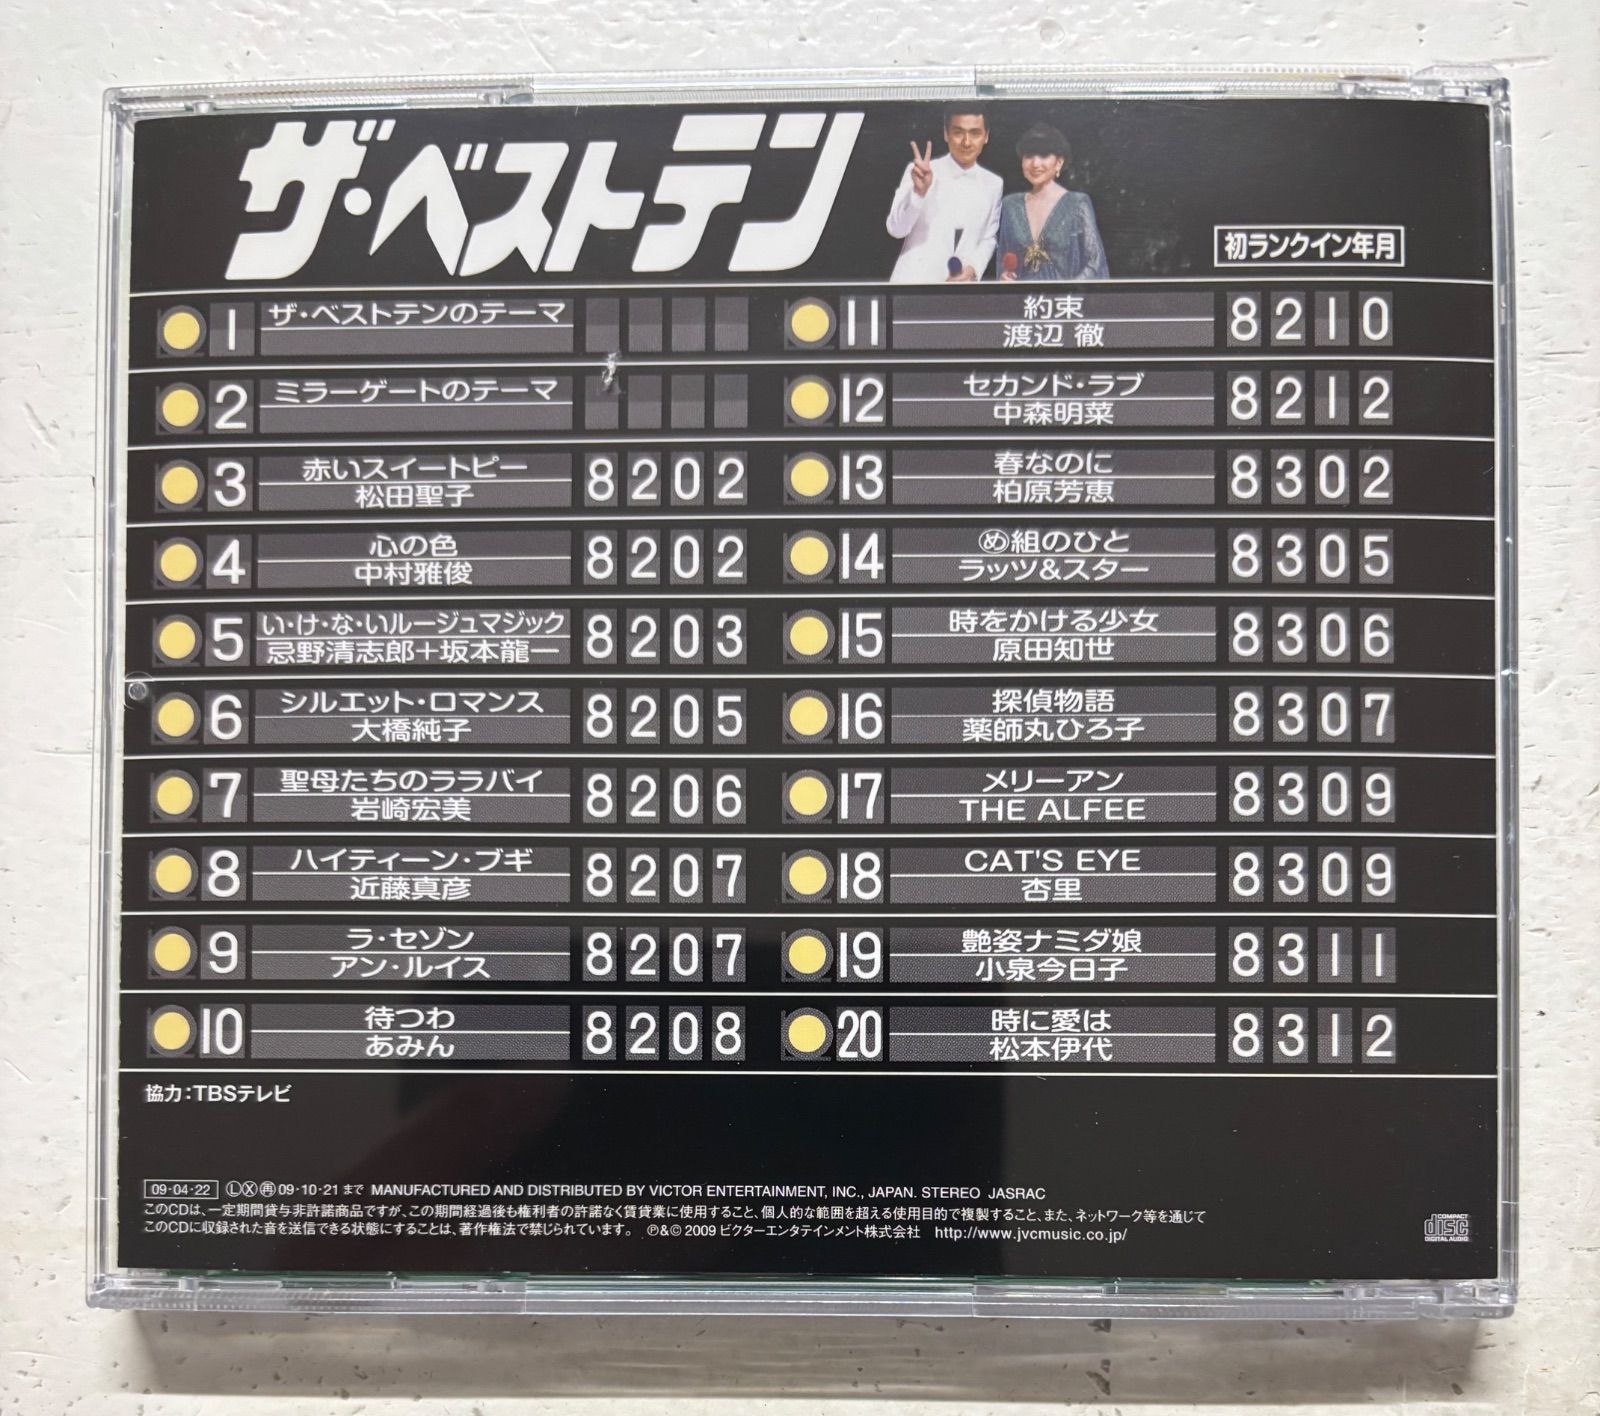 ザ・ベストテン
初ランクイン年月
1 ザ・ベストテンのテーマ
2 ミラーゲートのテーマ
3 赤いスイートピー 8202
松田聖子
4 心の色 8202
中村雅俊
5 い・け・な・いルージュマジック 8203
忌野清志郎+坂本龍一
6 シルエット・ロマンス 8205
大橋純子
7 聖母たちのララバイ 8206
岩崎宏美
8 ハイティーン・ブギ 8207
近藤真彦
9 ラ・セゾン 8207
アン・ルイス
10 待つわ 8208
あみん
11 約束 8210
渡辺 徹
12 セカンド・ラブ 8212
中森明菜
13 春なのに 8302
柏原芳恵
14 め組のひと 8305
ラッツ&スター
15 時をかける少女 8306
原田知世
16 探偵物語 8307
薬師丸ひろ子
17 メリーアン 8309
THE ALFEE
18 CAT'S EYE 8309
杏里
19 艶姿ナミダ娘 8311
小泉今日子
20 時に愛は 8312
松本伊代
協力:TBSテレビ
09・04・22 Ⓛ Ⓧ ㊢09・10・21 まで MANUFACTURED AND DISTRIBUTED BY VICTOR ENTERTAINMENT, INC., JAPAN. STEREO JASRAC
このCDは、一定期間貸与非許諾商品ですが、この期間経過後も権利者の許諾なく賃貸業に使用すること、個人的な範囲を超える使用目的で複製すること、また、ネットワーク等を通じて
このCDに収録された音を送信できる状態にすることは、著作権法で禁じられています。 ℗&© 2009 ビクターエンタテインメント株式会社 http://www.jvcmusic.co.jp/
COMPACT
disc
DIGITAL AUDIO